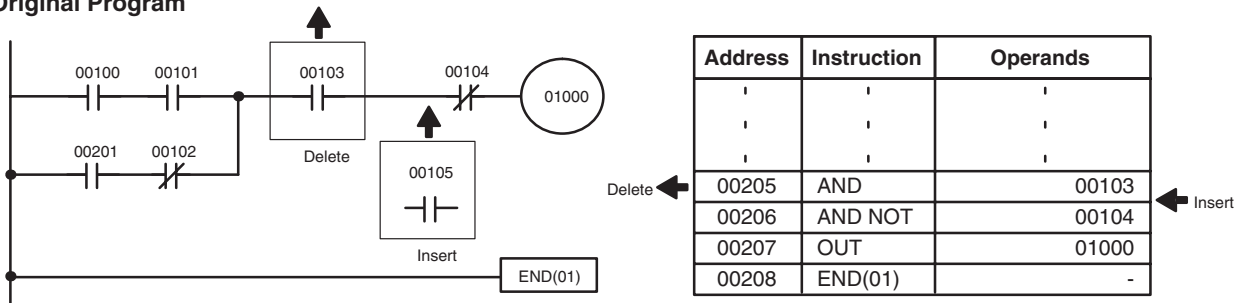 Original Program
00100 00101 00103 00104
01000
00201 00102
Delete
00105
Insert
END(01)
Address Instruction Operands
Delete 00205 AND 00103
Insert
00206 AND NOT 00104
00207 OUT 01000
00208 END(01) -